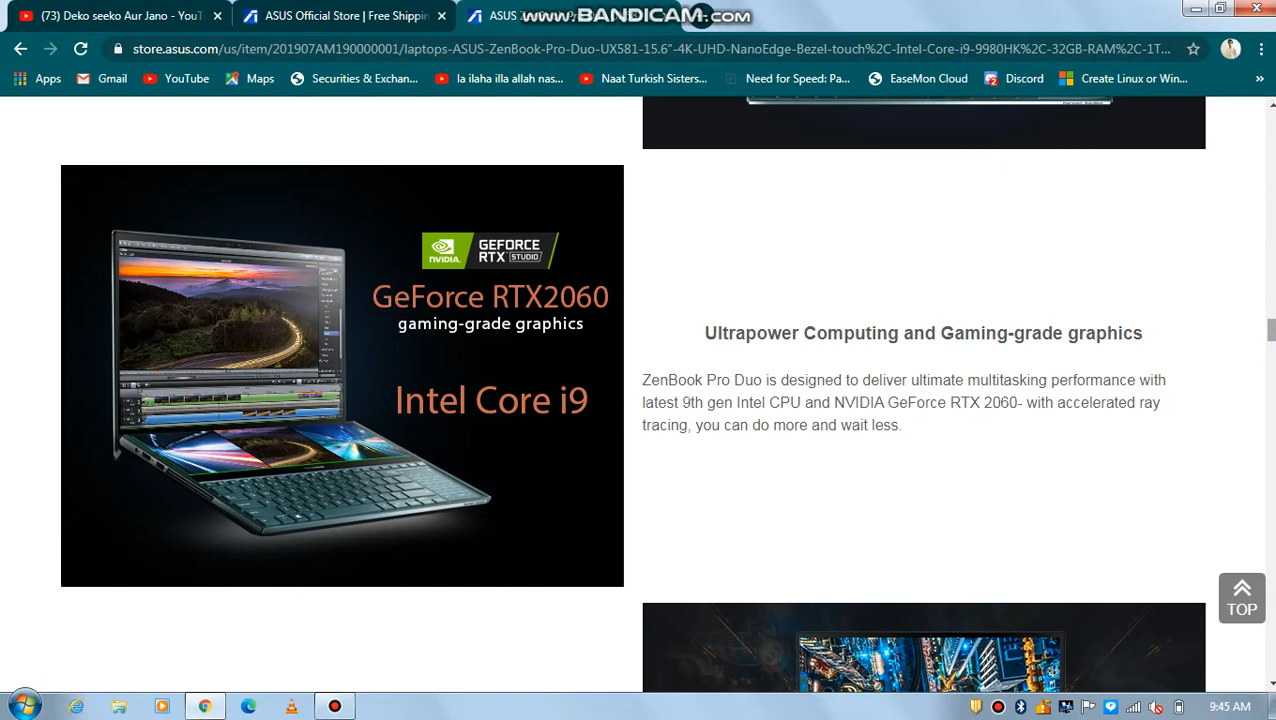 (73) Deko seeko Aur Jano - YouT
ASUS Official Store | Free Shippin
ASUS
www.BANDICAM.com
store.asus.com/us/item/201907AM190000001/laptops-ASUS-ZenBook-Pro-Duo-UX581-15.6"-4K-UHD-NanoEdge-Bezel-touch%2C-Intel-Core-i9-9980HK%2C-32GB-RAM%2C-1T...
Apps
Gmail
YouTube
Maps
Securities & Exchan...
la ilaha illa allah nas...
Naat Turkish Sisters...
Need for Speed: Pa...
EaseMon Cloud
Discord
Create Linux or Win...
NVIDIA.
GEFORCE
RTX STUDIO
GeForce RTX2060
gaming-grade graphics
Intel Core i9
Ultrapower Computing and Gaming-grade graphics
ZenBook Pro Duo is designed to deliver ultimate multitasking performance with
latest 9th gen Intel CPU and NVIDIA GeForce RTX 2060- with accelerated ray
tracing, you can do more and wait less.
TOP
9:45 AM